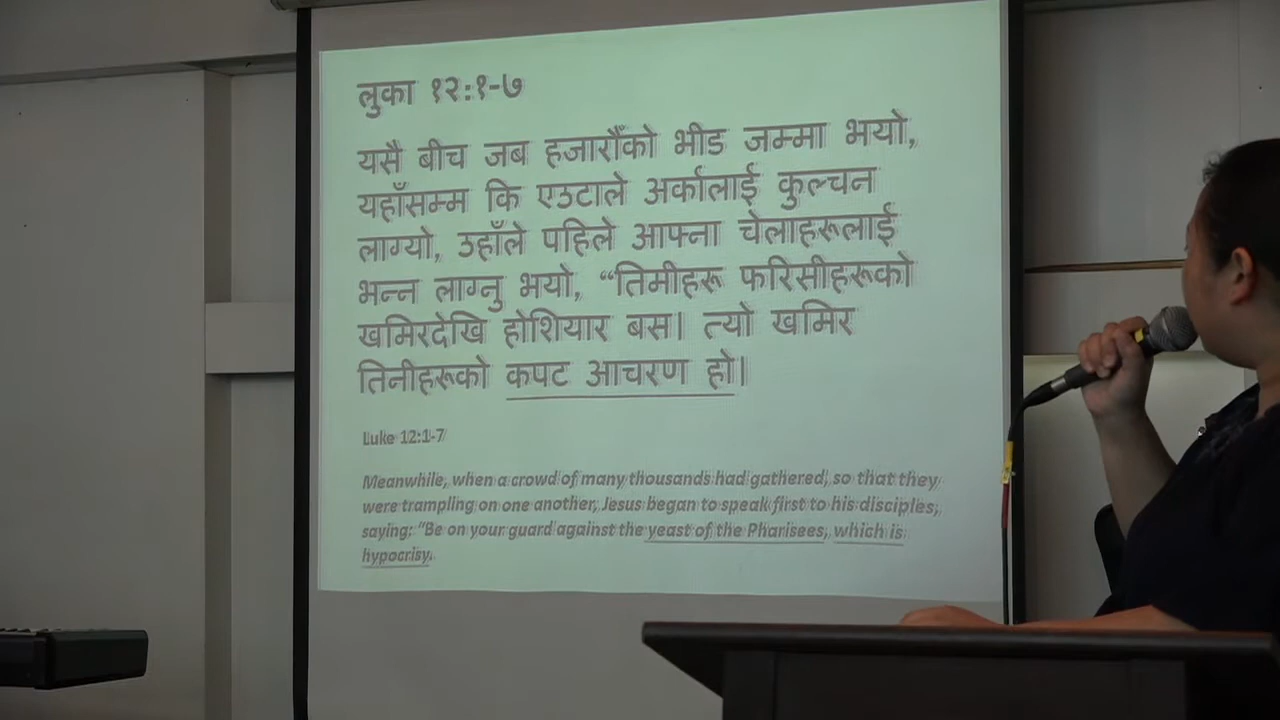 लुका १२:१-७
यसै बीच जब हजारौँको भीड जम्मा भयो,
यहाँसम्म कि एउटाले अर्कालाई कुल्चन
लाग्यो, उहाँले पहिले आफ्ना चेलाहरूलाई
भन्न लाग्नु भयो, “तिमीहरू फरिसीहरूको
खमिरदेखि होशियार बस। त्यो खमिर
तिनीहरूको कपट आचरण हो।
Luke 12:1-7
Meanwhile, when a crowd of many thousands had gathered, so that they
were trampling on one another, Jesus began to speak first to his disciples,
saying: "Be on your guard against the yeast of the Pharisees, which is
hypocrisy.